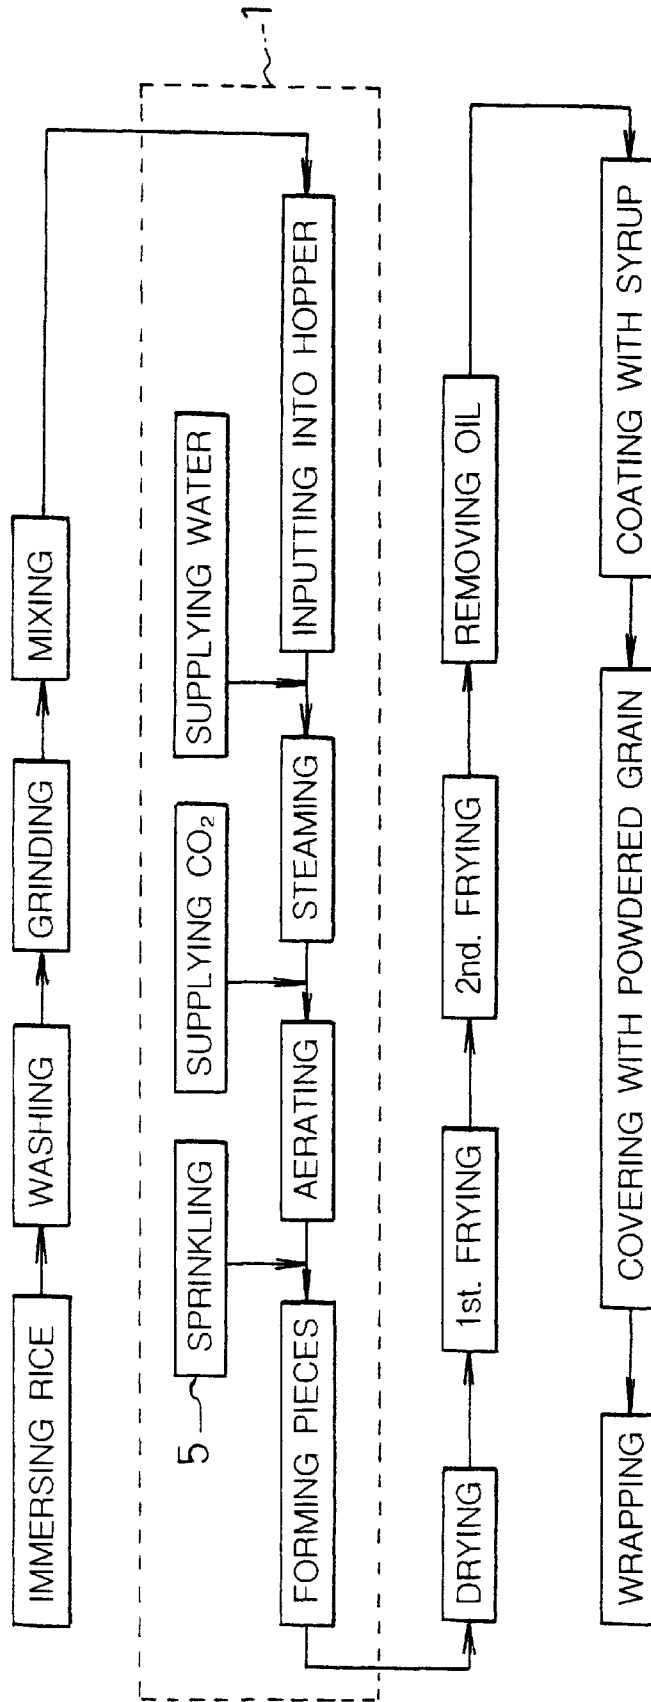 IMMERSING RICE
WASHING
GRINDING
MIXING
1
INPUTTING INTO HOPPER
SUPPLYING WATER
STEAMING
SUPPLYING CO₂
AERATING
SPRINKLING
5
FORMING PIECES
DRYING
1st. FRYING
2nd. FRYING
REMOVING OIL
COATING WITH SYRUP
COVERING WITH POWDERED GRAIN
WRAPPING